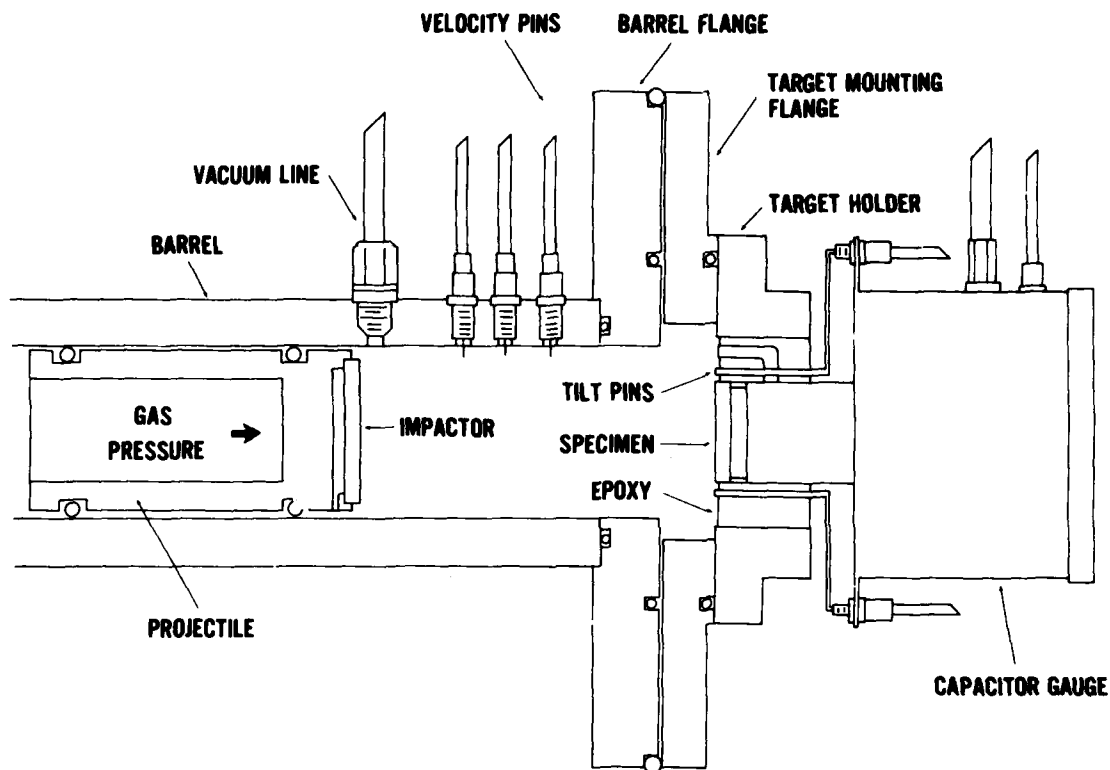 VELOCITY PINS
BARREL FLANGE
TARGET MOUNTING
FLANGE
VACUUM LINE
TARGET HOLDER
BARREL
TILT PINS
GAS
PRESSURE
IMPACTOR
SPECIMEN
EPOXY
PROJECTILE
CAPACITOR GAUGE